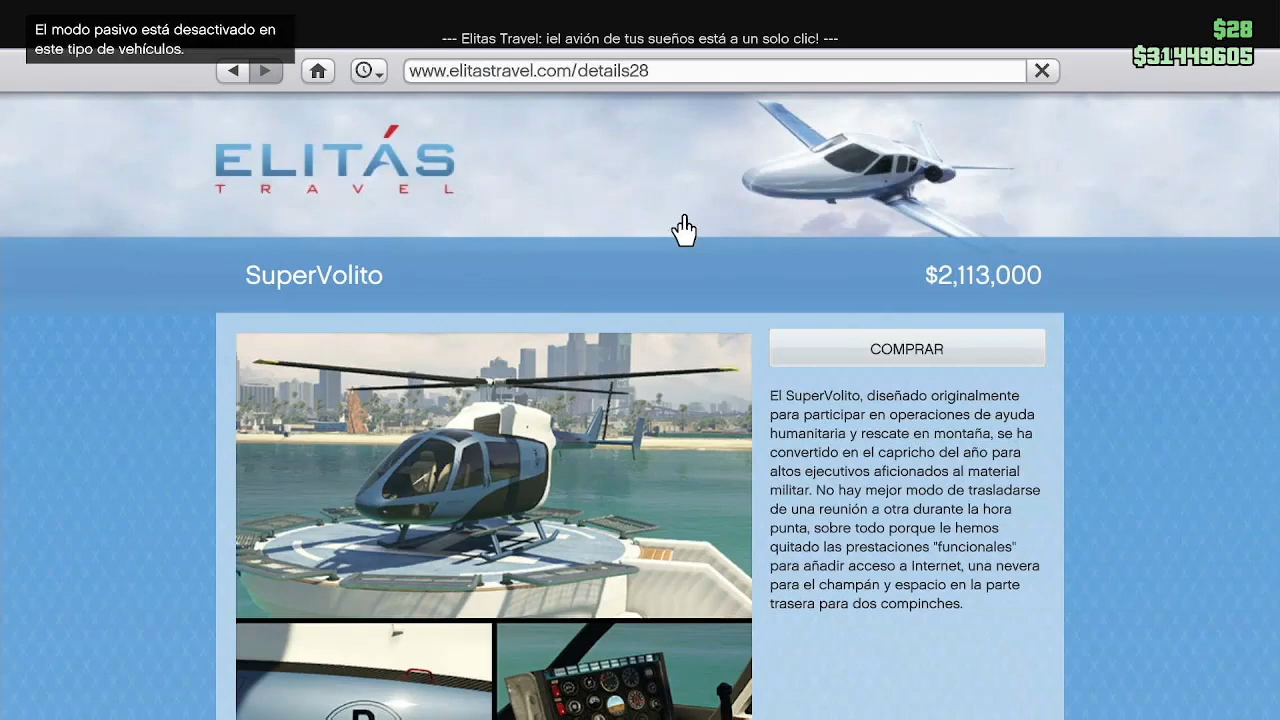 El modo pasivo está desactivado en
este tipo de vehículos.
--- Elitas Travel: ¡el avión de tus sueños está a un solo clic! ---
$28
$31449605
www.elitastravel.com/details28
ELITÁS
TRAVEL
SuperVolito
$2,113,000
COMPRAR
El SuperVolito, diseñado originalmente
para participar en operaciones de ayuda
humanitaria y rescate en montaña, se ha
convertido en el capricho del año para
altos ejecutivos aficionados al material
militar. No hay mejor modo de trasladarse
de una reunión a otra durante la hora
punta, sobre todo porque le hemos
quitado las prestaciones "funcionales"
para añadir acceso a Internet, una nevera
para el champán y espacio en la parte
trasera para dos compinches.